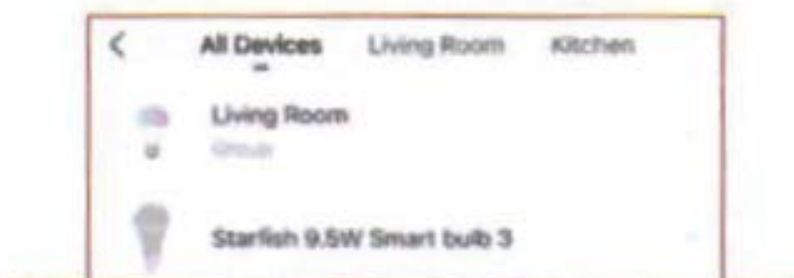 All Devices Living Room Kitchen
Living Room
Group
Starfish 9.5W Smart bulb 3